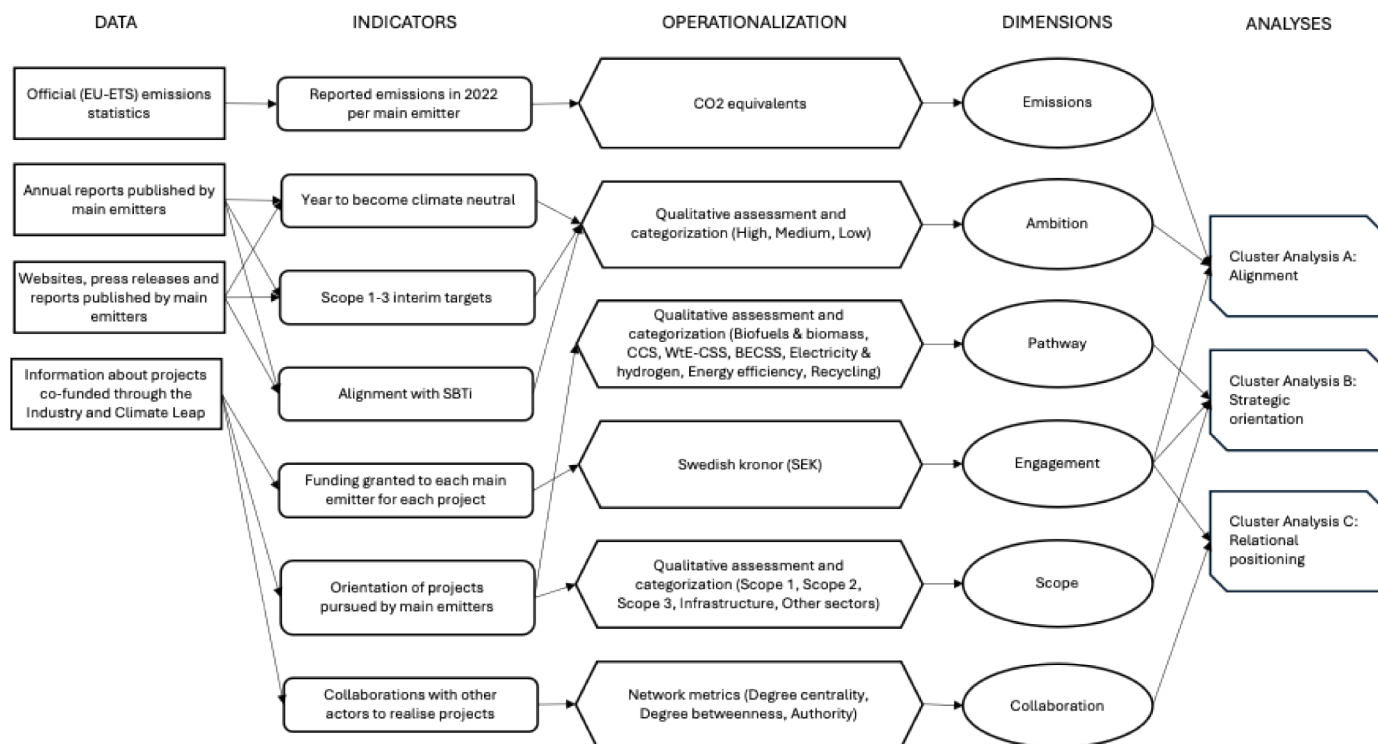 DATA
INDICATORS
OPERATIONALIZATION
DIMENSIONS
ANALYSES
Official (EU-ETS) emissions
statistics
Reported emissions in 2022
per main emitter
CO2 equivalents
Emissions
Annual reports published by
main emitters
Year to become climate neutral
Qualitative assessment and
categorization (High, Medium, Low)
Ambition
Cluster Analysis A:
Alignment
Websites, press releases and
reports published by main
emitters
Scope 1-3 interim targets
Qualitative assessment and
categorization (Biofuels & biomass,
CCS, WtE-CSS, BECSS, Electricity &
hydrogen, Energy efficiency, Recycling)
Pathway
Information about projects
co-funded through the
Industry and Climate Leap
Alignment with SBTi
Cluster Analysis B:
Strategic
orientation
Funding granted to each main
emitter for each project
Swedish kronor (SEK)
Engagement
Cluster Analysis C:
Relational
positioning
Orientation of projects
pursued by main emitters
Qualitative assessment and
categorization (Scope 1, Scope 2,
Scope 3, Infrastructure, Other sectors)
Scope
Collaborations with other
actors to realise projects
Network metrics (Degree centrality,
Degree betweenness, Authority)
Collaboration